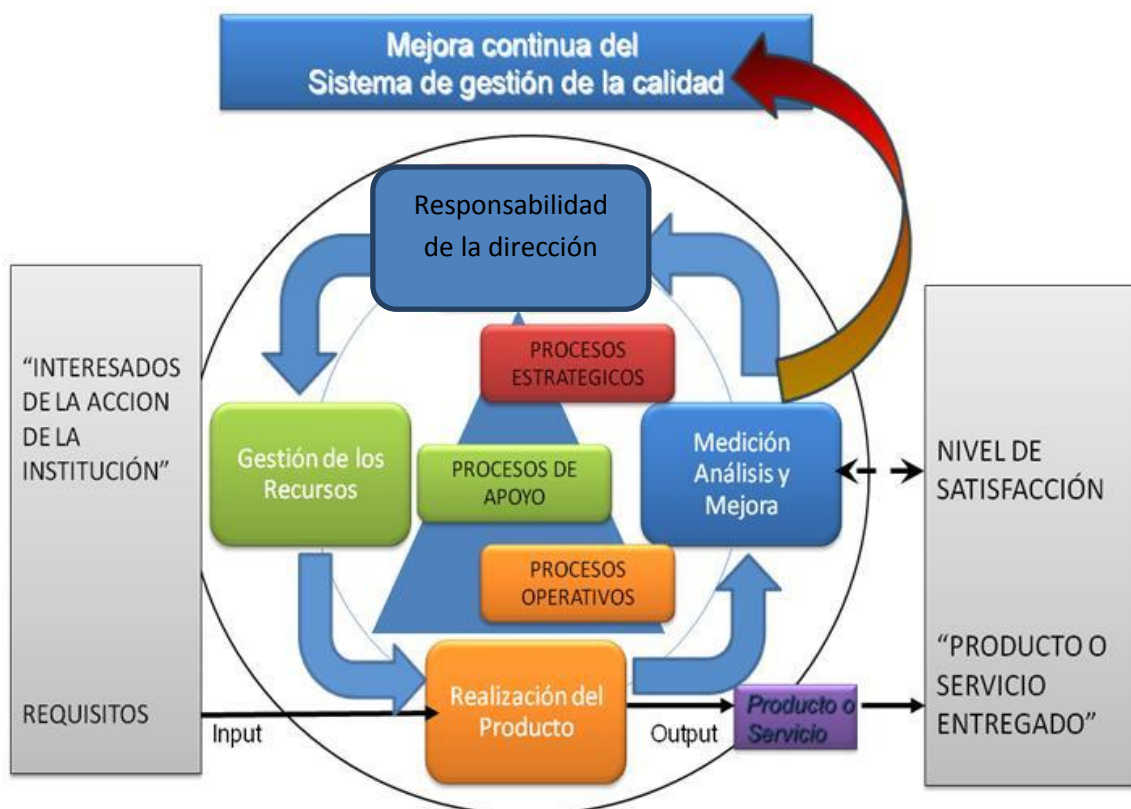 Mejora continua del
Sistema de gestión de la calidad
Responsabilidad
de la dirección
"INTERESADOS
DE LA ACCION
DE LA
INSTITUCIÓN"
REQUISITOS
Gestión de los
Recursos
PROCESOS
ESTRATEGICOS
PROCESOS DE
APOYO
PROCESOS
OPERATIVOS
Medición
Análisis y
Mejora
Realización del
Producto
Input
Output
Producto o
Servicio
NIVEL DE
SATISFACCIÓN
"PRODUCTO O
SERVICIO
ENTREGADO"